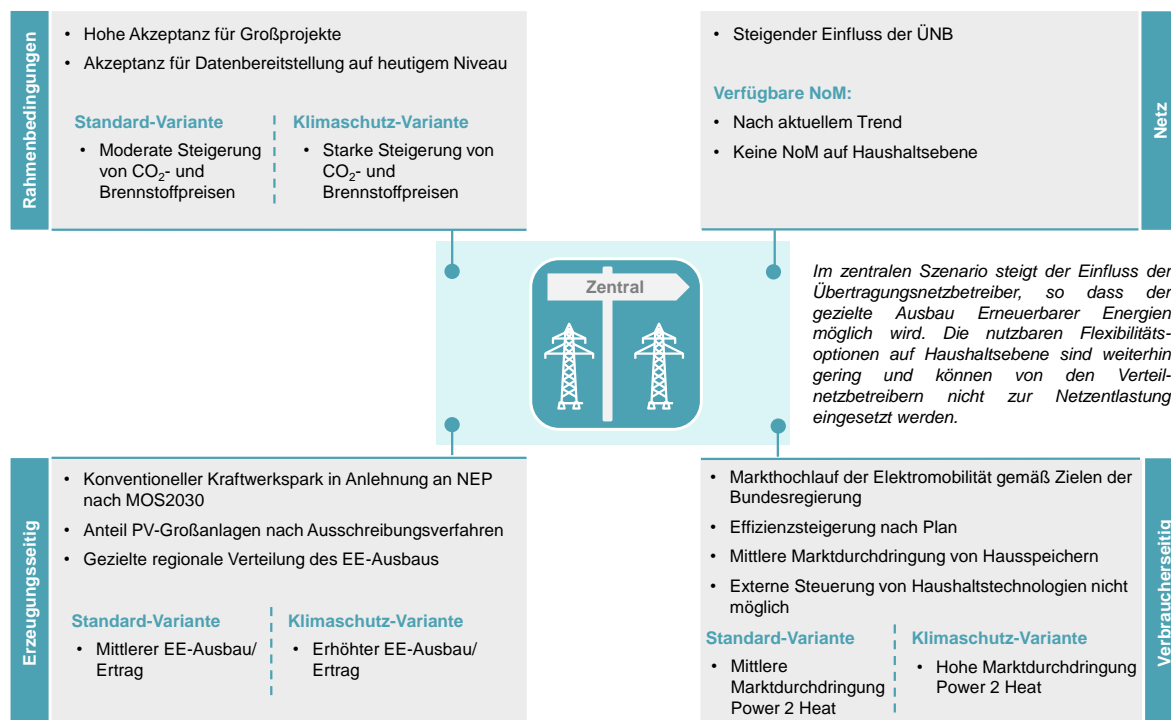 Rahmenbedingungen
• Hohe Akzeptanz für Großprojekte
• Akzeptanz für Datenbereitstellung auf heutigem Niveau
Standard-Variante
• Moderate Steigerung
von CO₂- und
Brennstoffpreisen
Klimaschutz-Variante
• Starke Steigerung von
CO₂- und
Brennstoffpreisen
Netz
• Steigender Einfluss der ÜNB
Verfügbare NoM:
• Nach aktuellem Trend
• Keine NoM auf Haushaltsebene
Zentral
Im zentralen Szenario steigt der Einfluss der
Übertragungsnetzbetreiber, so dass der
gezielte Ausbau Erneuerbarer Energien
möglich wird. Die nutzbaren Flexibilitäts-
optionen auf Haushaltsebene sind weiterhin
gering und können von den Verteil-
netzbetreibern nicht zur Netzentlastung
eingesetzt werden.
Erzeugungsseitig
• Konventioneller Kraftwerkspark in Anlehnung an NEP
nach MOS2030
• Anteil PV-Großanlagen nach Ausschreibungsverfahren
• Gezielte regionale Verteilung des EE-Ausbaus
Standard-Variante
• Mittlerer EE-Ausbau/
Ertrag
Klimaschutz-Variante
• Erhöhter EE-Ausbau/
Ertrag
Verbraucherseitig
• Markthochlauf der Elektromobilität gemäß Zielen der
Bundesregierung
• Effizienzsteigerung nach Plan
• Mittlere Marktdurchdringung von Hausspeichern
• Externe Steuerung von Haushaltstechnologien nicht
möglich
Standard-Variante
• Mittlere
Marktdurchdringung
Power 2 Heat
Klimaschutz-Variante
• Hohe Marktdurchdringung
Power 2 Heat